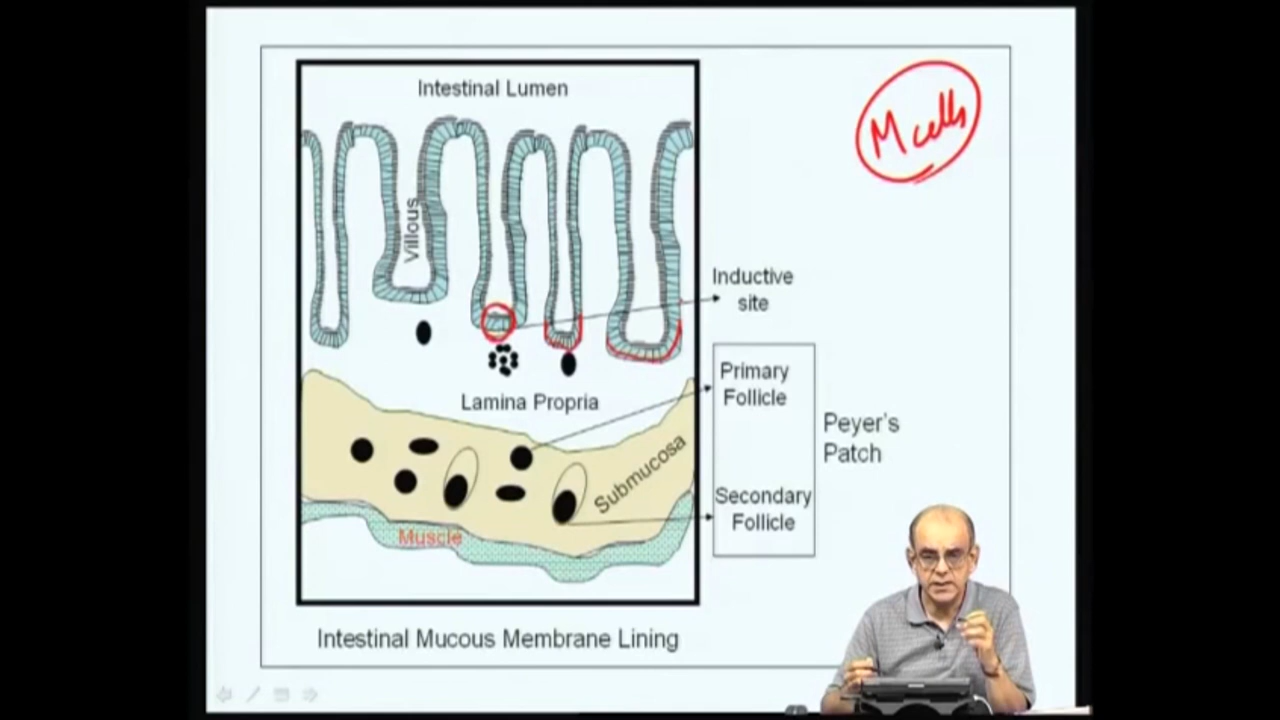 Intestinal Lumen
M cells
Villous
Inductive
site
Primary
Follicle
Lamina Propria
Peyer's
Patch
Submucosa
Secondary
Follicle
Muscle
Intestinal Mucous Membrane Lining